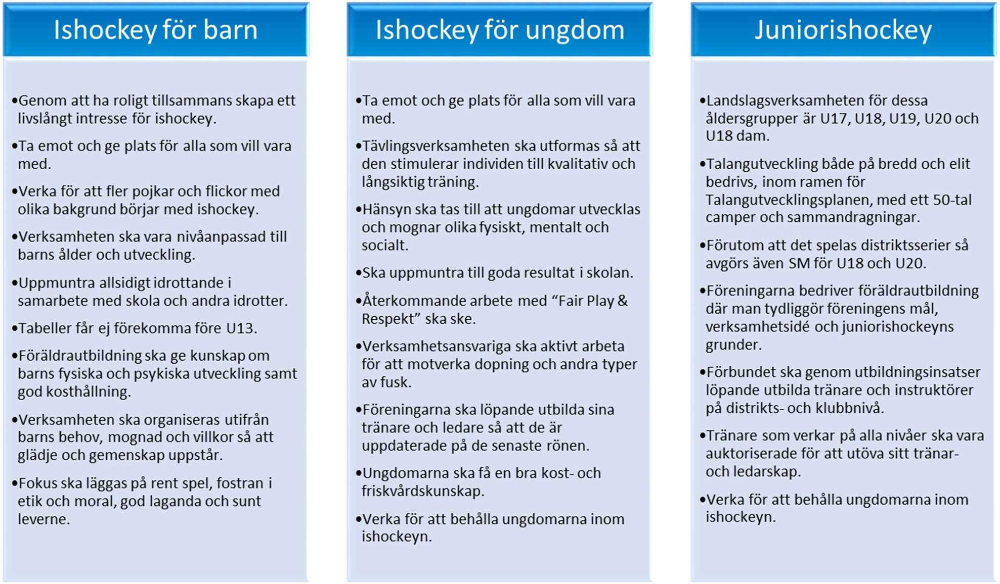 Ishockey för barn
•Genom att ha roligt tillsammans skapa ett
livslångt intresse för ishockey.
•Ta emot och ge plats för alla som vill vara
med.
•Verka för att fler pojkar och flickor med
olika bakgrund börjar med ishockey.
•Verksamheten ska vara nivåanpassad till
barns ålder och utveckling.
•Uppmuntra allsidigt idrottande i
samarbete med skola och andra idrotter.
•Tabeller får ej förekomma före U13.
•Föräldrautbildning ska ge kunskap om
barns fysiska och psykiska utveckling samt
god kosthållning.
•Verksamheten ska organiseras utifrån
barns behov, mognad och villkor så att
glädje och gemenskap uppstår.
•Fokus ska läggas på rent spel, fostran i
etik och moral, god laganda och sunt
leverne.
Ishockey för ungdom
•Ta emot och ge plats för alla som vill vara
med.
•Tävlingsverksamheten ska utformas så att
den stimulerar individen till kvalitativ och
långsiktig träning.
•Hänsyn ska tas till att ungdomar utvecklas
och mognar olika fysiskt, mentalt och
socialt.
•Ska uppmuntra till goda resultat i skolan.
•Återkommande arbete med “Fair Play &
Respekt” ska ske.
•Verksamhetsansvariga ska aktivt arbeta
för att motverka dopning och andra typer
av fusk.
•Föreningarna ska löpande utbilda sina
tränare och ledare så att de är
uppdaterade på de senaste rönen.
•Ungdomarna ska få en bra kost- och
friskvårdskunskap.
•Verka för att behålla ungdomarna inom
ishockeyn.
Juniorishockey
•Landslagsverksamheten för dessa
åldersgrupper är U17, U18, U19, U20 och
U18 dam.
•Talangutveckling både på bredd och elit
bedrivs, inom ramen för
Talangutvecklingsplanen, med ett 50-tal
camper och sammandragningar.
•Förutom att det spelas distriktsserier så
avgörs även SM för U18 och U20.
•Föreningarna bedriver föräldrautbildning
där man tydliggör föreningens mål,
verksamhetsidé och juniorishockeyns
grunder.
•Förbundet ska genom utbildningsinsatser
löpande utbilda tränare och instruktörer
på distrikts- och klubbnivå.
•Tränare som verkar på alla nivåer ska vara
auktoriserade för att utöva sitt tränar-
och ledarskap.
•Verka för att behålla ungdomarna inom
ishockeyn.